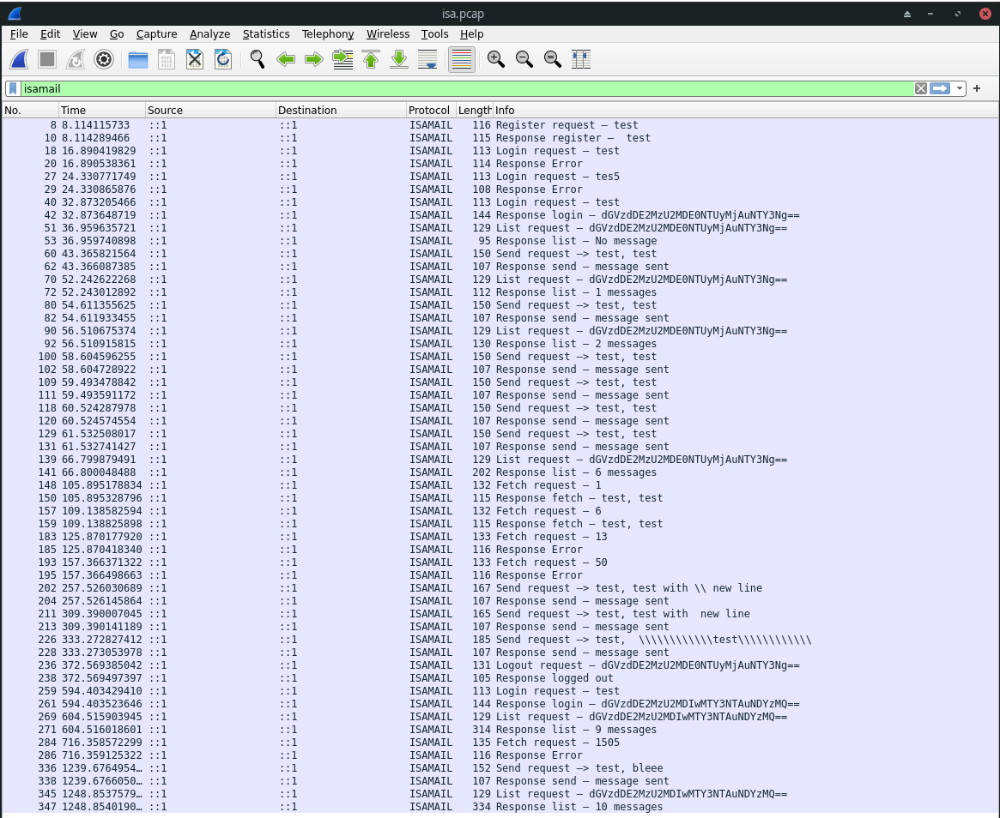 isa.pcap
File Edit View Go Capture Analyze Statistics Telephony Wireless Tools Help
isamail
No. Time Source Destination Protocol Length Info
8 8.114115733 ::1 ::1 ISAMAIL 116 Register request – test
10 8.114289466 ::1 ::1 ISAMAIL 115 Response register –  test
18 16.890419829 ::1 ::1 ISAMAIL 113 Login request – test
20 16.890538361 ::1 ::1 ISAMAIL 114 Response Error
27 24.330771749 ::1 ::1 ISAMAIL 113 Login request – tes5
29 24.330865876 ::1 ::1 ISAMAIL 108 Response Error
40 32.873205466 ::1 ::1 ISAMAIL 113 Login request – test
42 32.873648719 ::1 ::1 ISAMAIL 144 Response login – dGVzdDE2MzU2MDE0NTUyMjAuNTY3Ng==
51 36.959635721 ::1 ::1 ISAMAIL 129 List request – dGVzdDE2MzU2MDE0NTUyMjAuNTY3Ng==
53 36.959740898 ::1 ::1 ISAMAIL 95 Response list – No message
60 43.365821564 ::1 ::1 ISAMAIL 150 Send request –> test, test
62 43.366087385 ::1 ::1 ISAMAIL 107 Response send – message sent
70 52.242622268 ::1 ::1 ISAMAIL 129 List request – dGVzdDE2MzU2MDE0NTUyMjAuNTY3Ng==
72 52.243012892 ::1 ::1 ISAMAIL 112 Response list – 1 messages
80 54.611355625 ::1 ::1 ISAMAIL 150 Send request –> test, test
82 54.611933455 ::1 ::1 ISAMAIL 107 Response send – message sent
90 56.510675374 ::1 ::1 ISAMAIL 129 List request – dGVzdDE2MzU2MDE0NTUyMjAuNTY3Ng==
92 56.510915815 ::1 ::1 ISAMAIL 130 Response list – 2 messages
100 58.604596255 ::1 ::1 ISAMAIL 150 Send request –> test, test
102 58.604728922 ::1 ::1 ISAMAIL 107 Response send – message sent
109 59.493478842 ::1 ::1 ISAMAIL 150 Send request –> test, test
111 59.493591172 ::1 ::1 ISAMAIL 107 Response send – message sent
118 60.524287978 ::1 ::1 ISAMAIL 150 Send request –> test, test
120 60.524574554 ::1 ::1 ISAMAIL 107 Response send – message sent
129 61.532508017 ::1 ::1 ISAMAIL 150 Send request –> test, test
131 61.532741427 ::1 ::1 ISAMAIL 107 Response send – message sent
139 66.799879491 ::1 ::1 ISAMAIL 129 List request – dGVzdDE2MzU2MDE0NTUyMjAuNTY3Ng==
141 66.800048488 ::1 ::1 ISAMAIL 202 Response list – 6 messages
148 105.895178834 ::1 ::1 ISAMAIL 132 Fetch request – 1
150 105.895328796 ::1 ::1 ISAMAIL 115 Response fetch – test, test
157 109.138582594 ::1 ::1 ISAMAIL 132 Fetch request – 6
159 109.138825898 ::1 ::1 ISAMAIL 115 Response fetch – test, test
183 125.870177920 ::1 ::1 ISAMAIL 133 Fetch request – 13
185 125.870418340 ::1 ::1 ISAMAIL 116 Response Error
193 157.366371322 ::1 ::1 ISAMAIL 133 Fetch request – 50
195 157.366498663 ::1 ::1 ISAMAIL 116 Response Error
202 257.526030689 ::1 ::1 ISAMAIL 167 Send request –> test, test with \\ new line
204 257.526145864 ::1 ::1 ISAMAIL 107 Response send – message sent
211 309.390007045 ::1 ::1 ISAMAIL 165 Send request –> test, test with  new line
213 309.390141189 ::1 ::1 ISAMAIL 107 Response send – message sent
226 333.272827412 ::1 ::1 ISAMAIL 185 Send request –> test,  \\\\\\\\\\\\test\\\\\\\\\\\\
228 333.273053978 ::1 ::1 ISAMAIL 107 Response send – message sent
236 372.569385042 ::1 ::1 ISAMAIL 131 Logout request – dGVzdDE2MzU2MDE0NTUyMjAuNTY3Ng==
238 372.569497397 ::1 ::1 ISAMAIL 105 Response logged out
259 594.403429410 ::1 ::1 ISAMAIL 113 Login request – test
261 594.403523646 ::1 ::1 ISAMAIL 144 Response login – dGVzdDE2MzU2MDIwMTY3NTAuNDYzMQ==
269 604.515903945 ::1 ::1 ISAMAIL 129 List request – dGVzdDE2MzU2MDIwMTY3NTAuNDYzMQ==
271 604.516018601 ::1 ::1 ISAMAIL 314 Response list – 9 messages
284 716.358572299 ::1 ::1 ISAMAIL 135 Fetch request – 1505
286 716.359125322 ::1 ::1 ISAMAIL 116 Response Error
336 1239.6764954… ::1 ::1 ISAMAIL 152 Send request –> test, bleee
338 1239.6766050… ::1 ::1 ISAMAIL 107 Response send – message sent
345 1248.8537579… ::1 ::1 ISAMAIL 129 List request – dGVzdDE2MzU2MDIwMTY3NTAuNDYzMQ==
347 1248.8540190… ::1 ::1 ISAMAIL 334 Response list – 10 messages